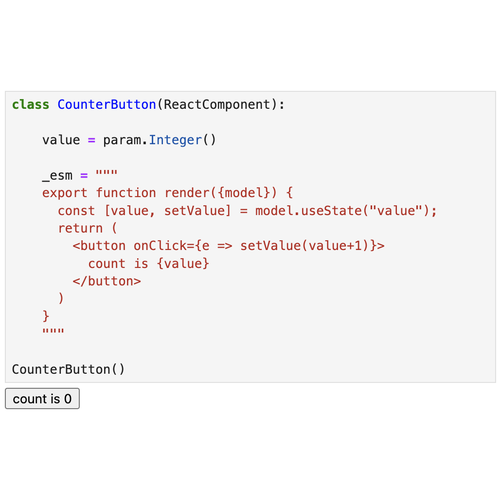 class CounterButton(ReactComponent):
    value = param.Integer()
    _esm = """
    export function render({model}) {
      const [value, setValue] = model.useState("value");
      return (
        <button onClick={e => setValue(value+1)}>
          count is {value}
        </button>
      )
    }
    """
CounterButton()
count is 0